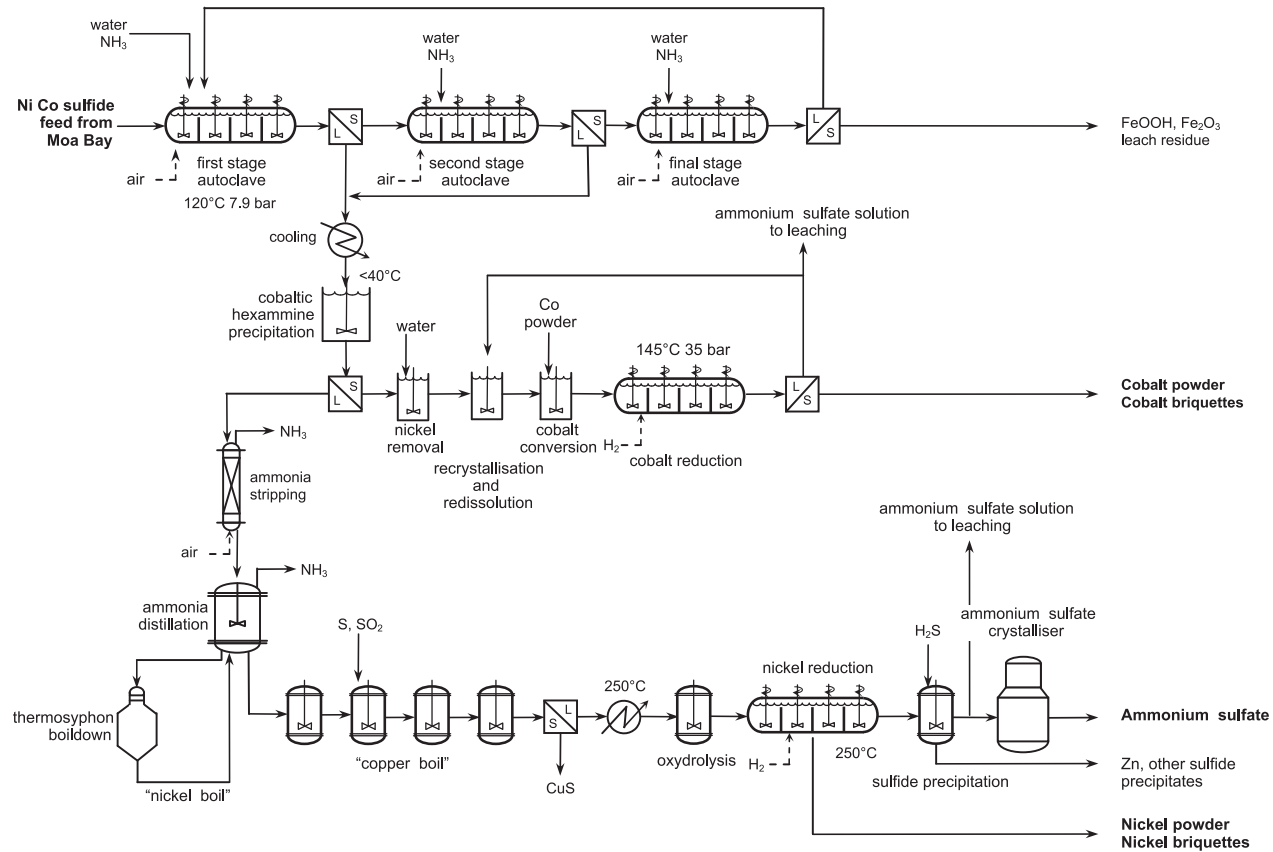 water
NH₃
water
NH₃
water
NH₃
Ni Co sulfide
feed from
Moa Bay
S
L
S
L
L
S
FeOOH, Fe₂O₃
leach residue
air
first stage
autoclave
120°C 7.9 bar
air
second stage
autoclave
air
final stage
autoclave
cooling
ammonium sulfate solution
to leaching
<40°C
cobaltic
hexammine
precipitation
water
Co
powder
145°C 35 bar
S
L
L
S
Cobalt powder
Cobalt briquettes
nickel
removal
recrystallisation
and
redissolution
cobalt
conversion
H₂
cobalt reduction
NH₃
ammonia
stripping
air
NH₃
ammonia
distillation
ammonium sulfate solution
to leaching
S, SO₂
H₂S
ammonium sulfate
crystalliser
nickel reduction
250°C
thermosyphon
boildown
"nickel boil"
"copper boil"
L
S
CuS
oxydrolysis
H₂
250°C
sulfide precipitation
Ammonium sulfate
Zn, other sulfide
precipitates
Nickel powder
Nickel briquettes